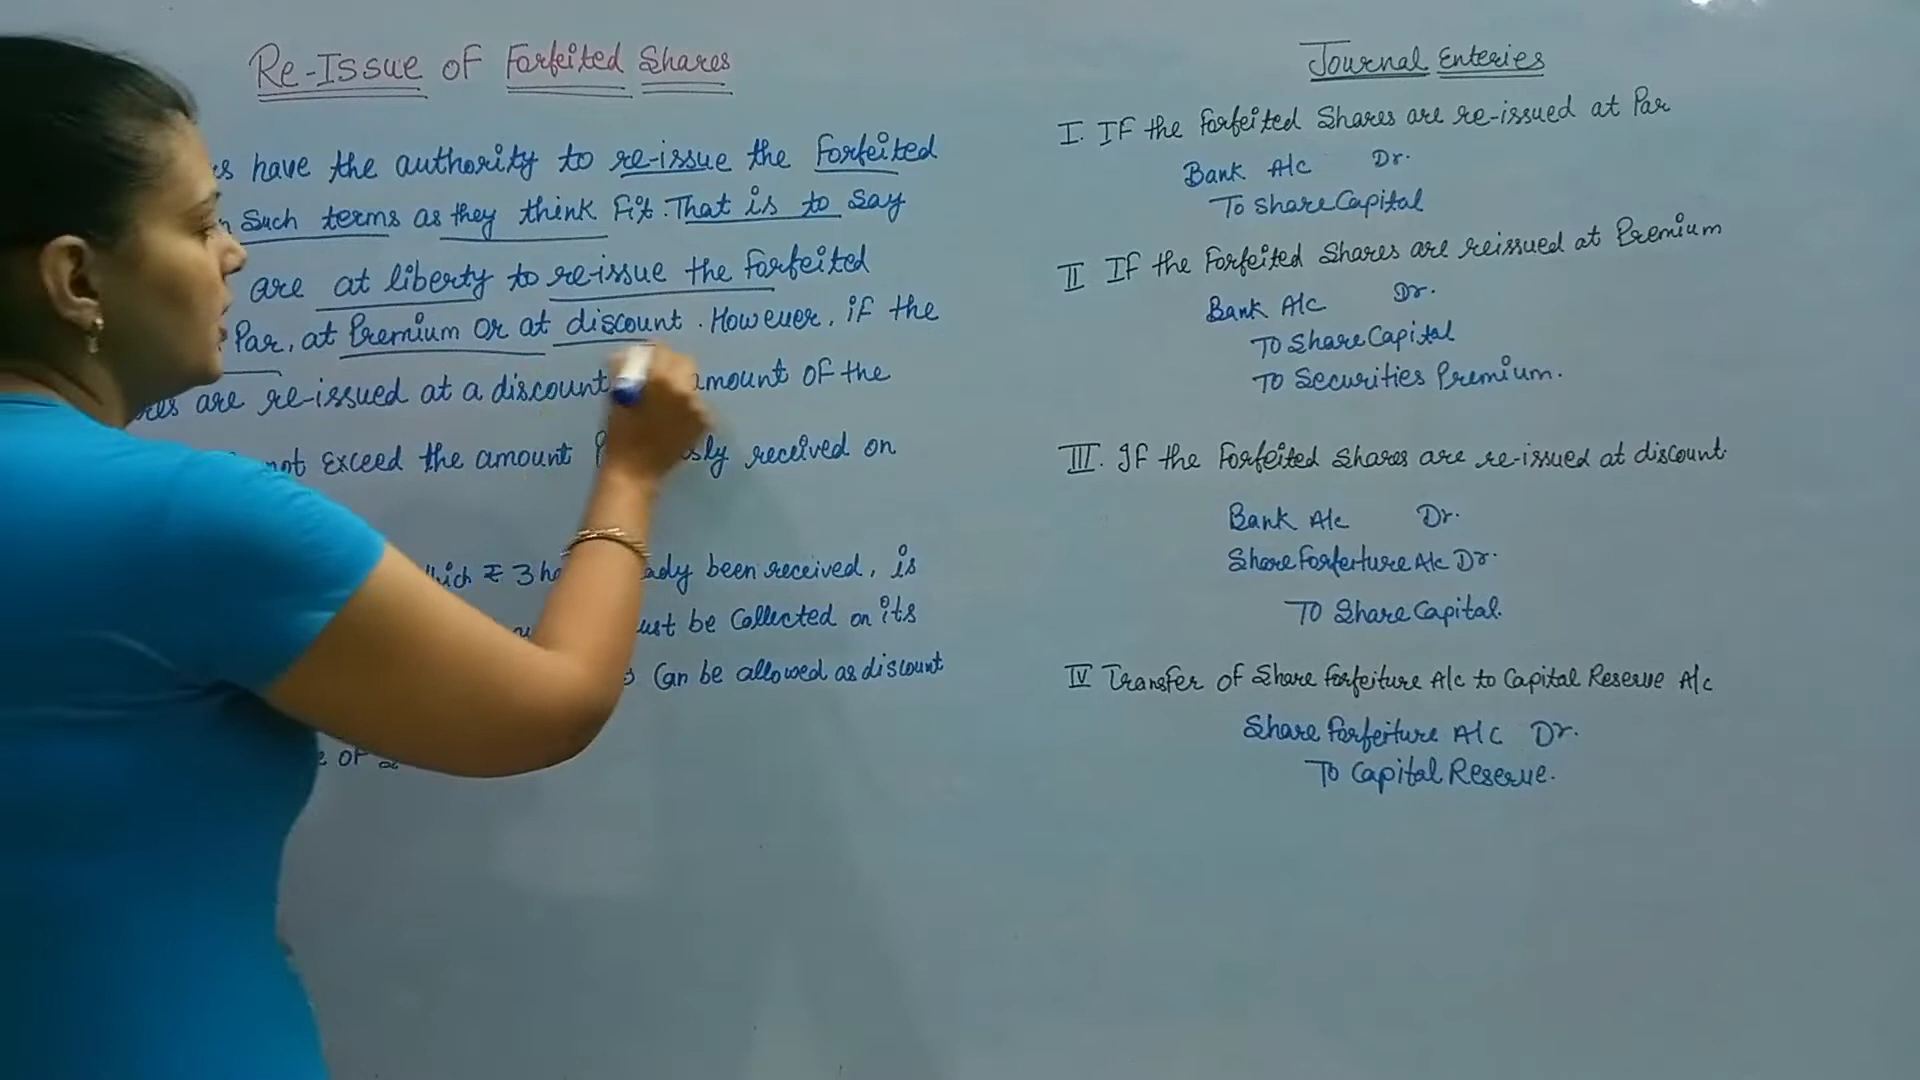 Re-Issue of Forfeited Shares
have the authority to re-issue the forfeited
Such terms as they think Fit. That is to say
are at liberty to re-issue the forfeited
Par, at Premium or at discount. However, if the
are re-issued at a discount amount of the
not exceed the amount received on
₹ 3 been received, is
be Collected on its
Can be allowed as discount
of
Journal Enteries
I. IF the forfeited Shares are re-issued at Par
Bank A/c Dr.
To Share Capital
II If the Forfeited Shares are reissued at Premium
Bank A/c Dr.
To Share Capital
To Securities Premium.
III. If the Forfeited Shares are re-issued at discount.
Bank A/c Dr.
Share Forfeiture A/c Dr.
To Share Capital.
IV Transfer of Share forfeiture A/c to Capital Reserve A/c
Share Forfeiture A/c Dr.
To Capital Reserve.